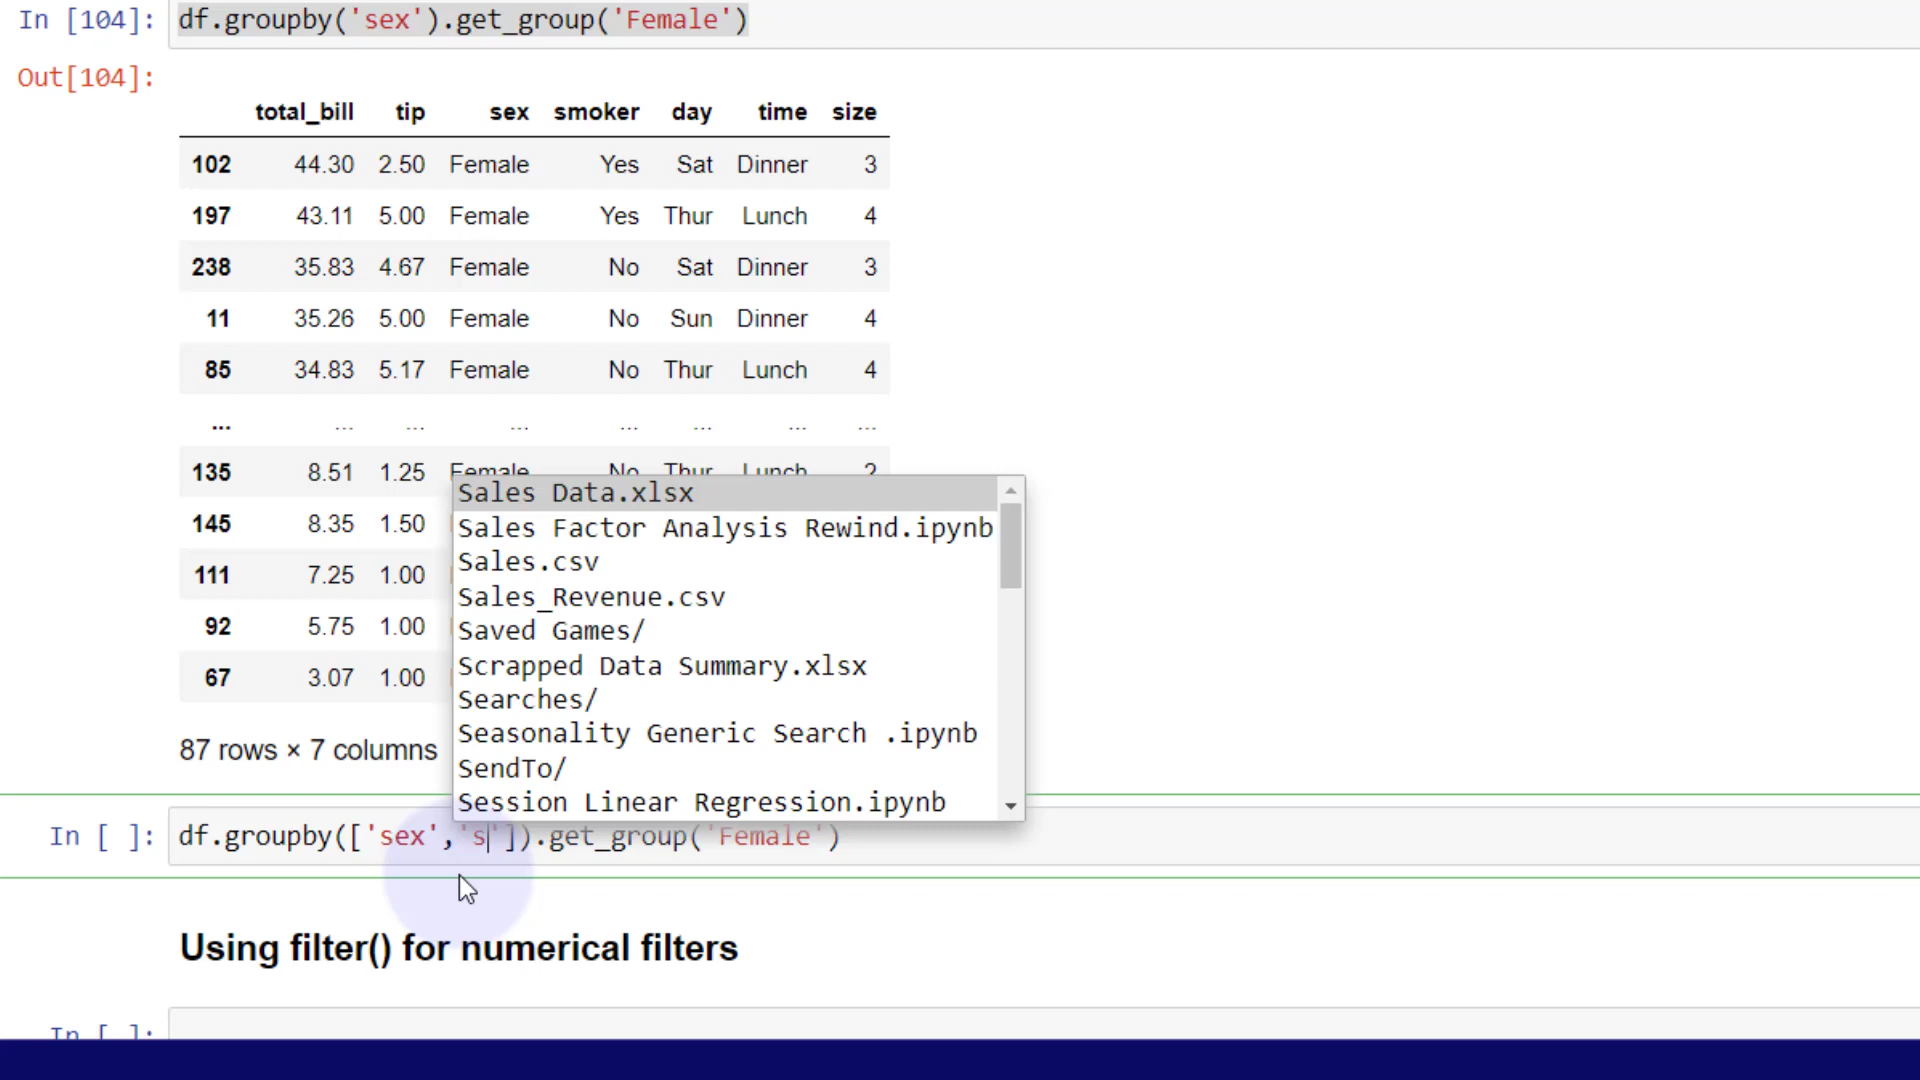 In [104]: df.groupby('sex').get_group('Female')
Out[104]:
total_bill tip sex smoker day time size
102 44.30 2.50 Female Yes Sat Dinner 3
197 43.11 5.00 Female Yes Thur Lunch 4
238 35.83 4.67 Female No Sat Dinner 3
11 35.26 5.00 Female No Sun Dinner 4
85 34.83 5.17 Female No Thur Lunch 4
... ... ... ... ... ... ... ...
135 8.51 1.25 Female No Thur Lunch 2
145 8.35 1.50
111 7.25 1.00
92 5.75 1.00
67 3.07 1.00
87 rows × 7 columns
Sales Data.xlsx
Sales Factor Analysis Rewind.ipynb
Sales.csv
Sales_Revenue.csv
Saved Games/
Scrapped Data Summary.xlsx
Searches/
Seasonality Generic Search .ipynb
SendTo/
Session Linear Regression.ipynb
In [ ]: df.groupby(['sex','s']).get_group('Female')
Using filter() for numerical filters
In [ ]: